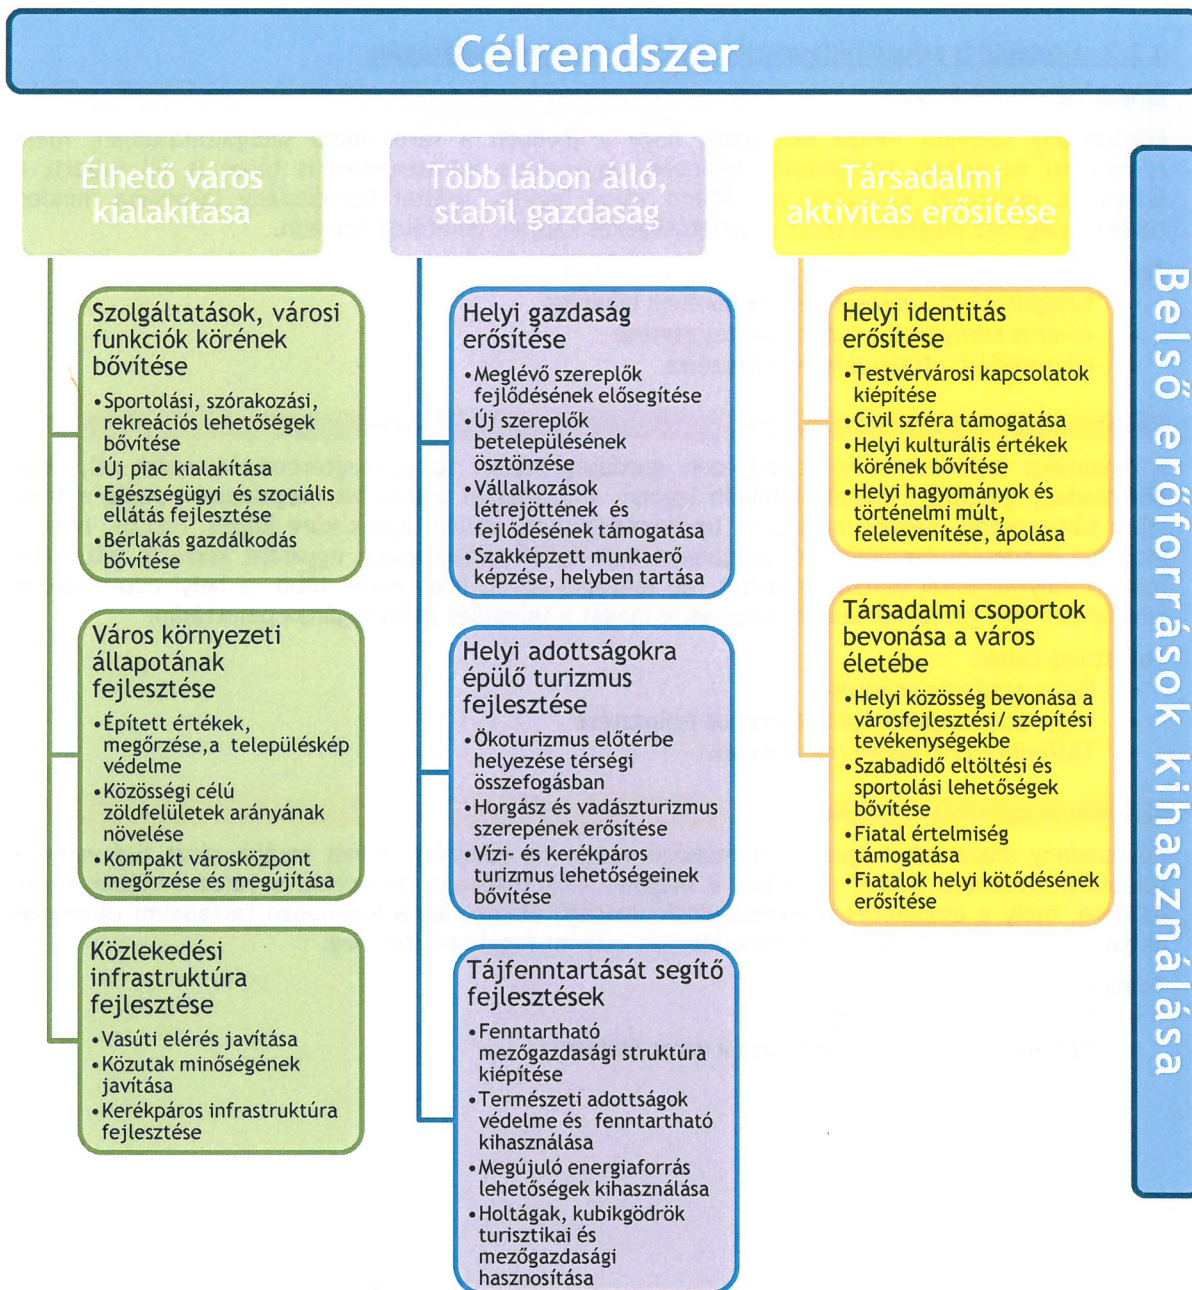 Célrendszer
Élhető város
kialakítása
Szolgáltatások, városi
funkciók körének
bővítése
•Sportolási, szórakozási,
rekreációs lehetőségek
bővítése
•Új piac kialakítása
•Egészségügyi és szociális
ellátás fejlesztése
•Bérlakás gazdálkodás
bővítése
Város környezeti
állapotának
fejlesztése
•Épített értékek,
megőrzése,a településkép
védelme
•Közösségi célú
zöldfelületek arányának
növelése
•Kompakt városközpont
megőrzése és megújítása
Közlekedési
infrastruktúra
fejlesztése
•Vasúti elérés javítása
•Közutak minőségének
javítása
•Kerékpáros infrastruktúra
fejlesztése
Több lábon álló,
stabil gazdaság
Helyi gazdaság
erősítése
•Meglévő szereplők
fejlődésének elősegítése
•Új szereplők
betelepülésének
ösztönzése
•Vállalkozások
létrejöttének és
fejlődésének támogatása
•Szakképzett munkaerő
képzése, helyben tartása
Helyi adottságokra
épülő turizmus
fejlesztése
•Ökoturizmus előtérbe
helyezése térségi
összefogásban
•Horgász és vadászturizmus
szerepének erősítése
•Vízi- és kerékpáros
turizmus lehetőségeinek
bővítése
Tájfenntartását segítő
fejlesztések
•Fenntartható
mezőgazdasági struktúra
kiépítése
•Természeti adottságok
védelme és fenntartható
kihasználása
•Megújuló energiaforrás
lehetőségek kihasználása
•Holtágak, kubikgödrök
turisztikai és
mezőgazdasági
hasznosítása
Társadalmi
aktivitás erősítése
Helyi identitás
erősítése
•Testvérvárosi kapcsolatok
kiépítése
•Civil szféra támogatása
•Helyi kulturális értékek
körének bővítése
•Helyi hagyományok és
történelmi múlt,
felelevenítése, ápolása
Társadalmi csoportok
bevonása a város
életébe
•Helyi közösség bevonása a
városfejlesztési/ szépítési
tevékenységekbe
•Szabadidő eltöltési és
sportolási lehetőségek
bővítése
•Fiatal értelmiség
támogatása
•Fiatalok helyi kötődésének
erősítése
Belső erőforrások kihasználása